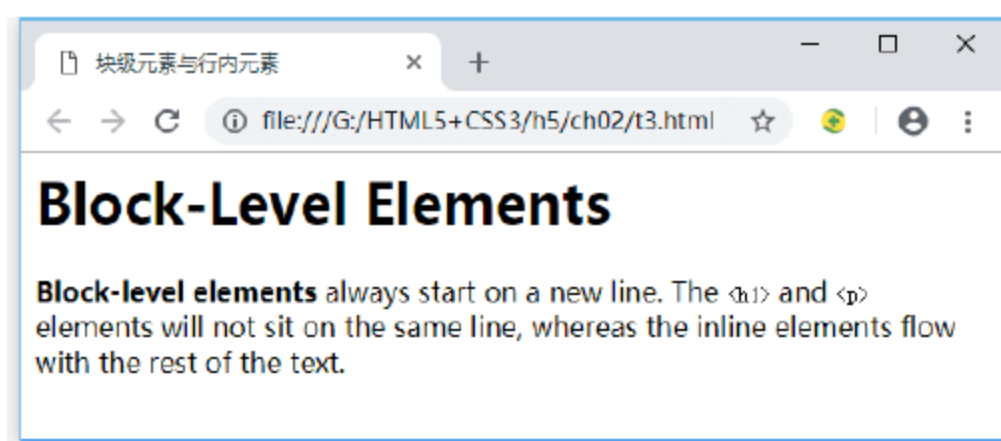 块级元素与行内元素
file:///G:/HTML5+CSS3/h5/ch02/t3.html
Block-Level Elements
Block-level elements always start on a new line. The <h1> and <p>
elements will not sit on the same line, whereas the inline elements flow
with the rest of the text.